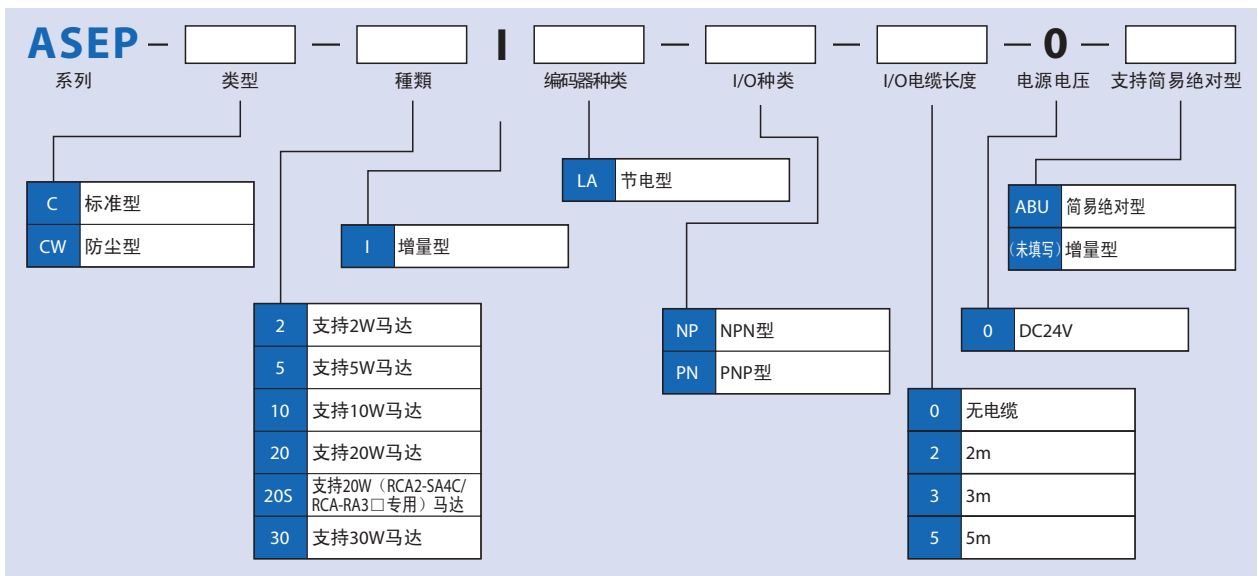 ASEP – – I – – – 0 –
系列 类型 種類 编码器种类 I/O种类 I/O电缆长度 电源电压 支持简易绝对型
C 标准型
CW 防尘型
2 支持2W马达
5 支持5W马达
10 支持10W马达
20 支持20W马达
20S 支持20W（RCA2-SA4C/
RCA-RA3□专用）马达
30 支持30W马达
I 增量型
LA 节电型
NP NPN型
PN PNP型
0 无电缆
2 2m
3 3m
5 5m
0 DC24V
ABU 简易绝对型
（未填写） 增量型